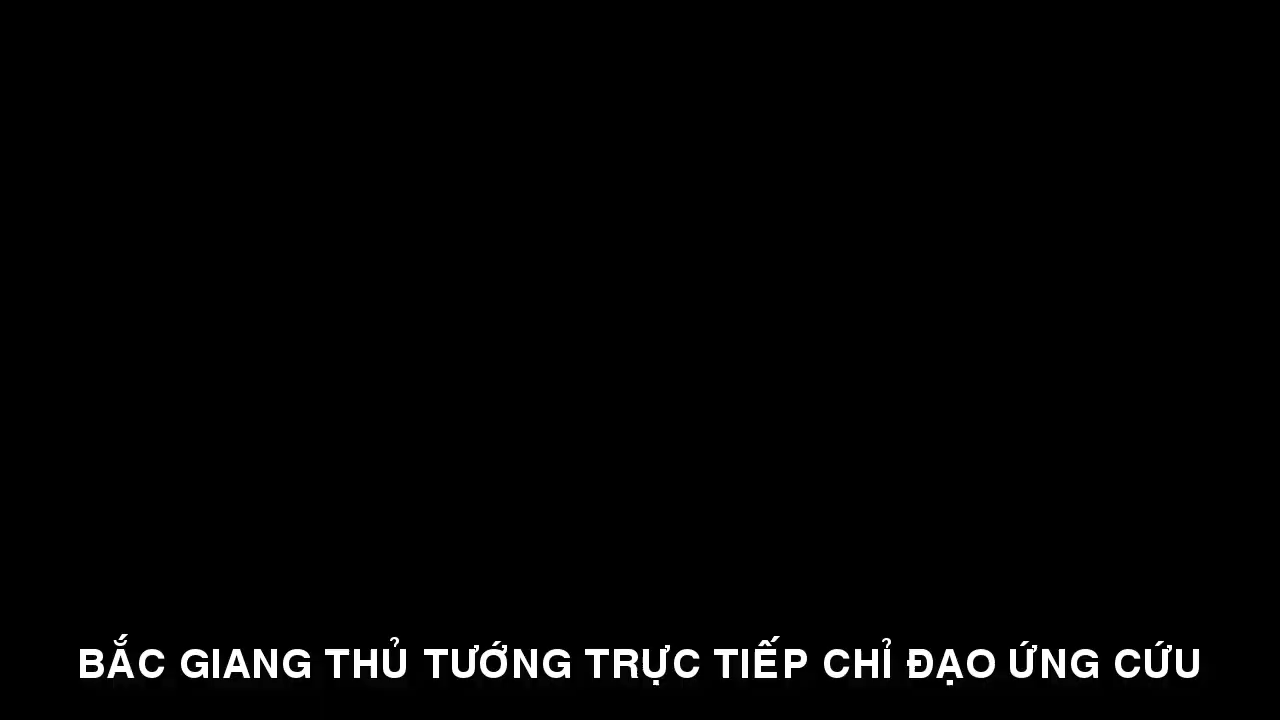 BẮC GIANG THỦ TƯỚNG TRỰC TIẾP CHỈ ĐẠO ỨNG CỨU